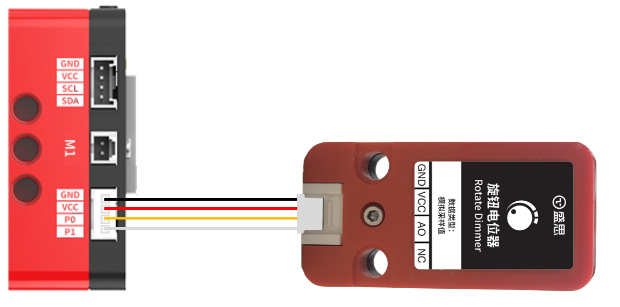 GND
VCC
SCL
SDA
M1
GND
VCC
P0
P1
GND VCC AO NC
数据类型：
模拟采样值
旋钮电位器
Rotate Dimmer
盛思